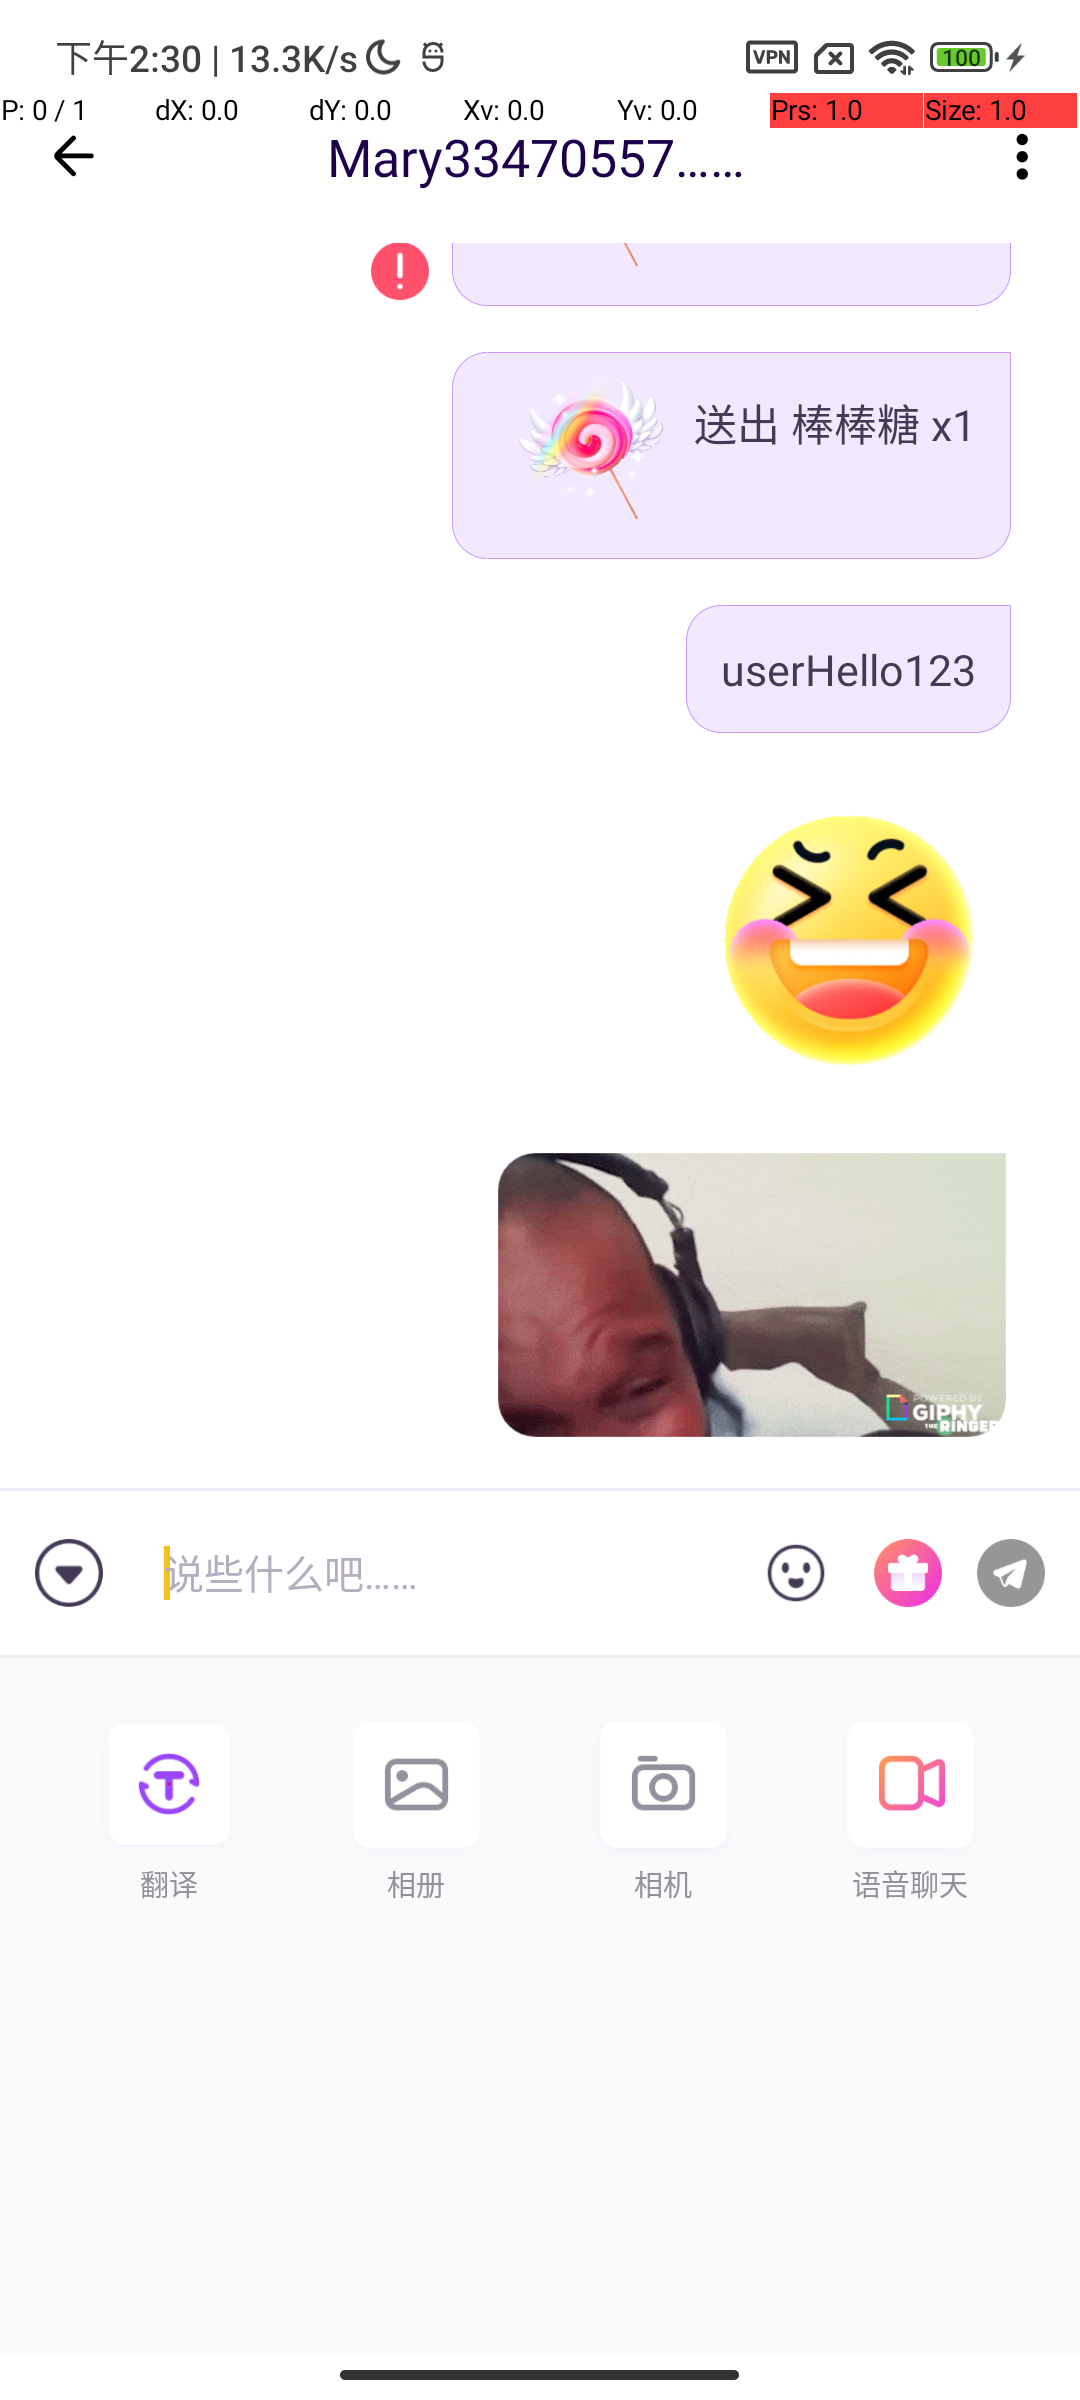 下午2:30 | 13.3K/s
VPN
100
P: 0 / 1
dX: 0.0
dY: 0.0
Xv: 0.0
Yv: 0.0
Prs: 1.0
Size: 1.0
Mary33470557……
送出 棒棒糖 x1
userHello123
POWERED BY
GIPHY
THE RINGER
说些什么吧……
翻译
相册
相机
语音聊天